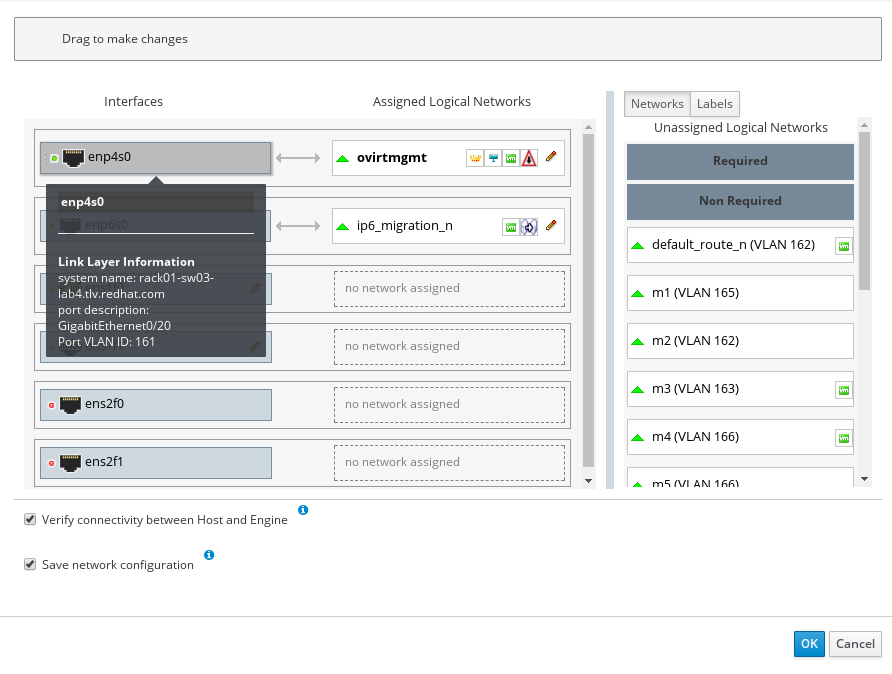 Drag to make changes
Interfaces
Assigned Logical Networks
Networks
Labels
Unassigned Logical Networks
enp4s0
ovirtmgmt
Required
enp4s0
Non Required
enp6s0
ip6_migration_n
default_route_n (VLAN 162)
Link Layer Information
system name: rack01-sw03-
lab4.tlv.redhat.com
port description:
GigabitEthernet0/20
Port VLAN ID: 161
no network assigned
m1 (VLAN 165)
no network assigned
m2 (VLAN 162)
ens2f0
no network assigned
m3 (VLAN 163)
m4 (VLAN 166)
ens2f1
no network assigned
m5 (VLAN 166)
Verify connectivity between Host and Engine
Save network configuration
OK
Cancel